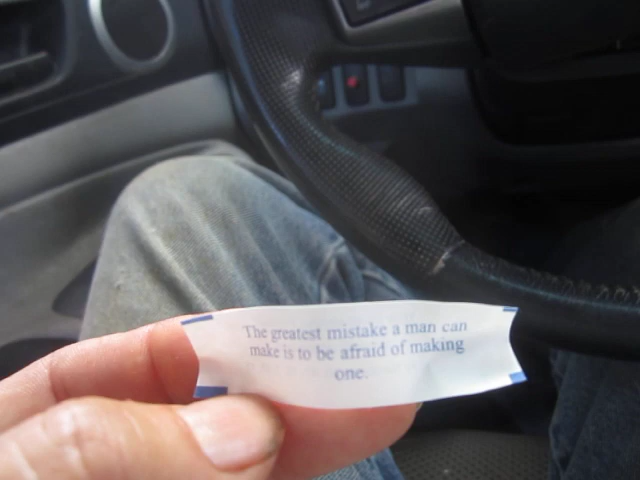 The greatest mistake a man can
make is to be afraid of making
one.